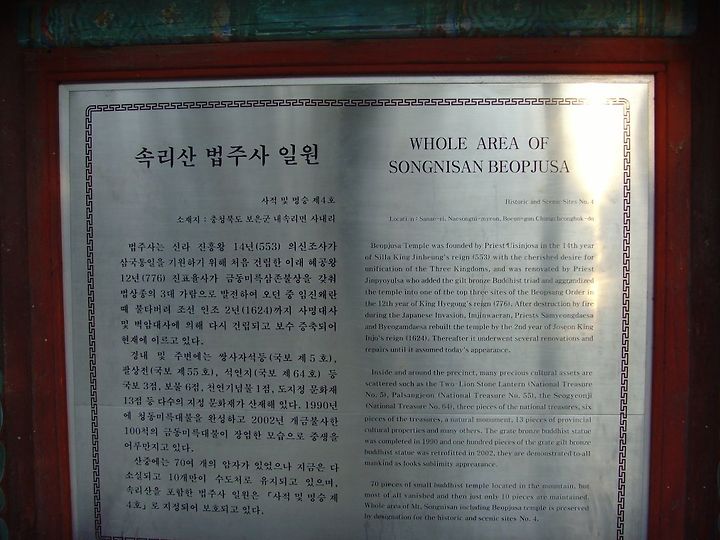 속리산 법주사 일원
사적 및 명승 제4호
소재지 : 충청북도 보은군 내속리면 사내리
법주사는 신라 진흥왕 14년(553) 의신조사가
삼국통일을 기원하기 위해 처음 건립한 이래 혜공왕
12년(776) 진표율사가 금동미륵삼존불상을 갖춰
법상종의 3대 가람으로 발전하여 오던 중 임진왜란
때 불타버려 조선 인조 2년(1624)까지 사명대사
및 벽암대사에 의해 다시 건립되고 보수 증축되어
현재에 이르고 있다.
경내 및 주변에는 쌍사자석등(국보 제5호),
팔상전(국보 제55호), 석연지(국보 제64호) 등
국보 3점, 보물 6점, 천연기념물 1점, 도지정 문화재
13점 등 다수의 지정 문화재가 산재해 있다. 1990년
에 청동미륵대불을 완성하고 2002년 개금불사한
100척의 금동미륵대불이 장엄한 모습으로 중생을
어루만지고 있다.
산중에는 70여 개의 암자가 있었으나 지금은 다
소실되고 10개만이 수도처로 유지되고 있으며,
속리산을 포함한 법주사 일원은 「사적 및 명승 제
4호」로 지정되어 보호되고 있다.
WHOLE AREA OF
SONGNISAN BEOPJUSA
Historic and Scenic Sites No. 4
Location : Sanae-ri, Naesongni-myeon, Boeun-gun Chungcheongbuk-do
Beopjusa Temple was founded by Priest Uisinjosa in the 14th year
of Silla King Jinheung's reign (553) with the cherished desire for
unification of the Three Kingdoms, and was renovated by Priest
Jinpyoyulsa who added the gilt bronze Buddhist triad and aggrandized
the temple into one of the top three sites of the Beopsang Order in
the 12th year of King Hyegong's reign (776). After destruction by fire
during the Japanese Invasion, Imjinwaeran, Priests Samyeongdaesa
and Byeogamdaesa rebuilt the temple by the 2nd year of Joseon King
Injo's reign (1624). Thereafter it underwent several renovations and
repairs until it assumed today's appearance.
Inside and around the precinct, many precious cultural assets are
scattered such as the Two-Lion Stone Lantern (National Treasure
No. 5), Palsangjeon (National Treasure No. 55), the Seogyeonji
(National Treasure No. 64), three pieces of the national treasures, six
pieces of the treasures, a natural monument, 13 pieces of provincial
cultural properties and many others. The grate bronze buddhist statue
was completed in 1990 and one hundred pieces of the grate gilt bronze
buddhist statue was retrofitted in 2002, they are demonstrated to all
mankind as looks sublimity appearance.
70 pieces of small buddhist temple located in the mountain, but
most of all vanished and then just only 10 pieces are maintained.
Whole area of Mt. Songnisan including Beopjusa temple is preserved
by designation for the historic and scenic sites No. 4.